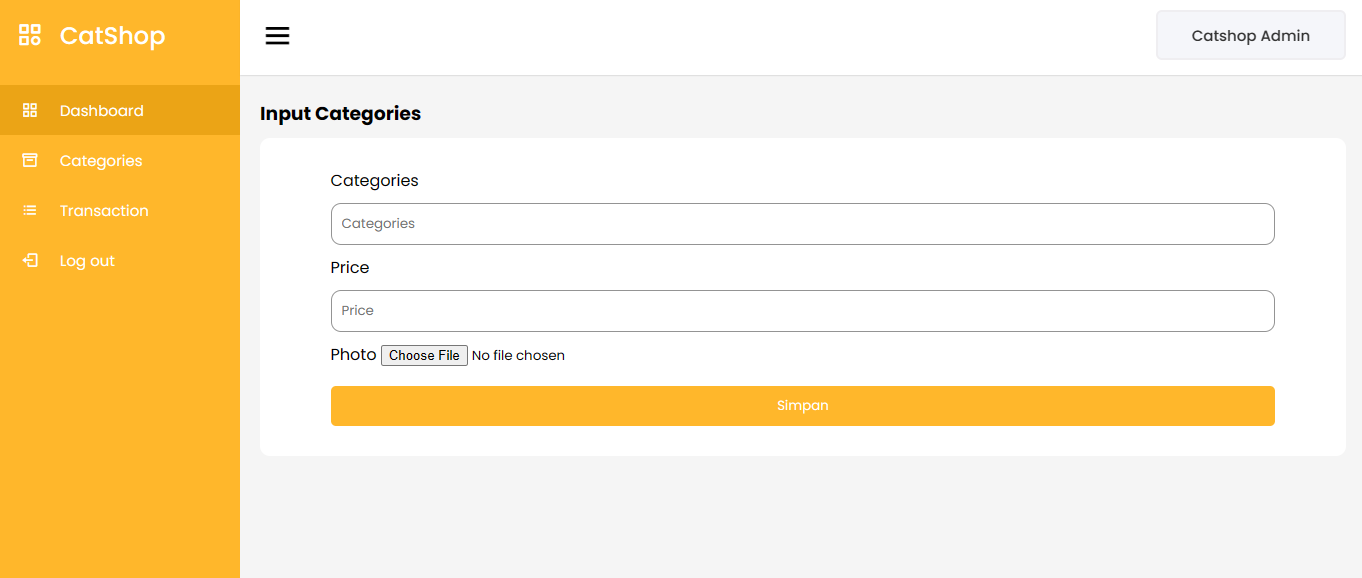 CatShop
Catshop Admin
Dashboard
Categories
Transaction
Log out
Input Categories
Categories
Categories
Price
Price
Photo Choose File No file chosen
Simpan